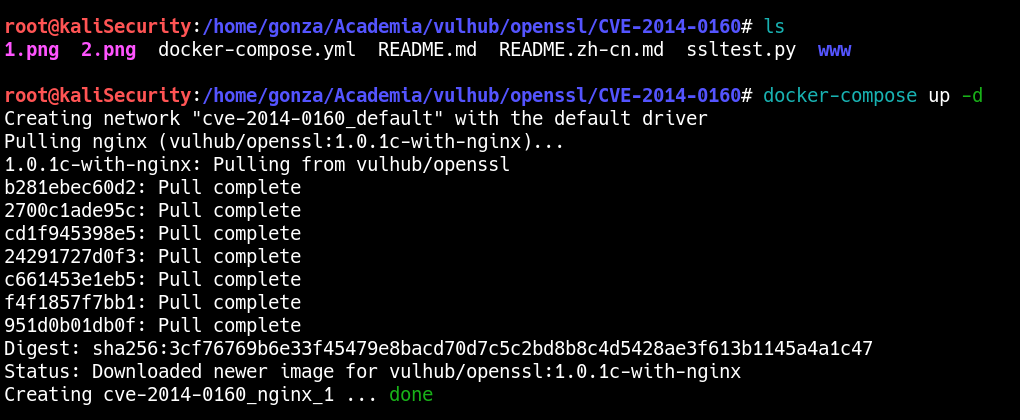 root@kaliSecurity:/home/gonza/Academia/vulhub/openssl/CVE-2014-0160# ls
1.png  2.png  docker-compose.yml  README.md  README.zh-cn.md  ssltest.py  www
root@kaliSecurity:/home/gonza/Academia/vulhub/openssl/CVE-2014-0160# docker-compose up -d
Creating network "cve-2014-0160_default" with the default driver
Pulling nginx (vulhub/openssl:1.0.1c-with-nginx)...
1.0.1c-with-nginx: Pulling from vulhub/openssl
b281ebec60d2: Pull complete
2700c1ade95c: Pull complete
cd1f945398e5: Pull complete
24291727d0f3: Pull complete
c661453e1eb5: Pull complete
f4f1857f7bb1: Pull complete
951d0b01db0f: Pull complete
Digest: sha256:3cf76769b6e33f45479e8bacd70d7c5c2bd8b8c4d5428ae3f613b1145a4a1c47
Status: Downloaded newer image for vulhub/openssl:1.0.1c-with-nginx
Creating cve-2014-0160_nginx_1 ... done